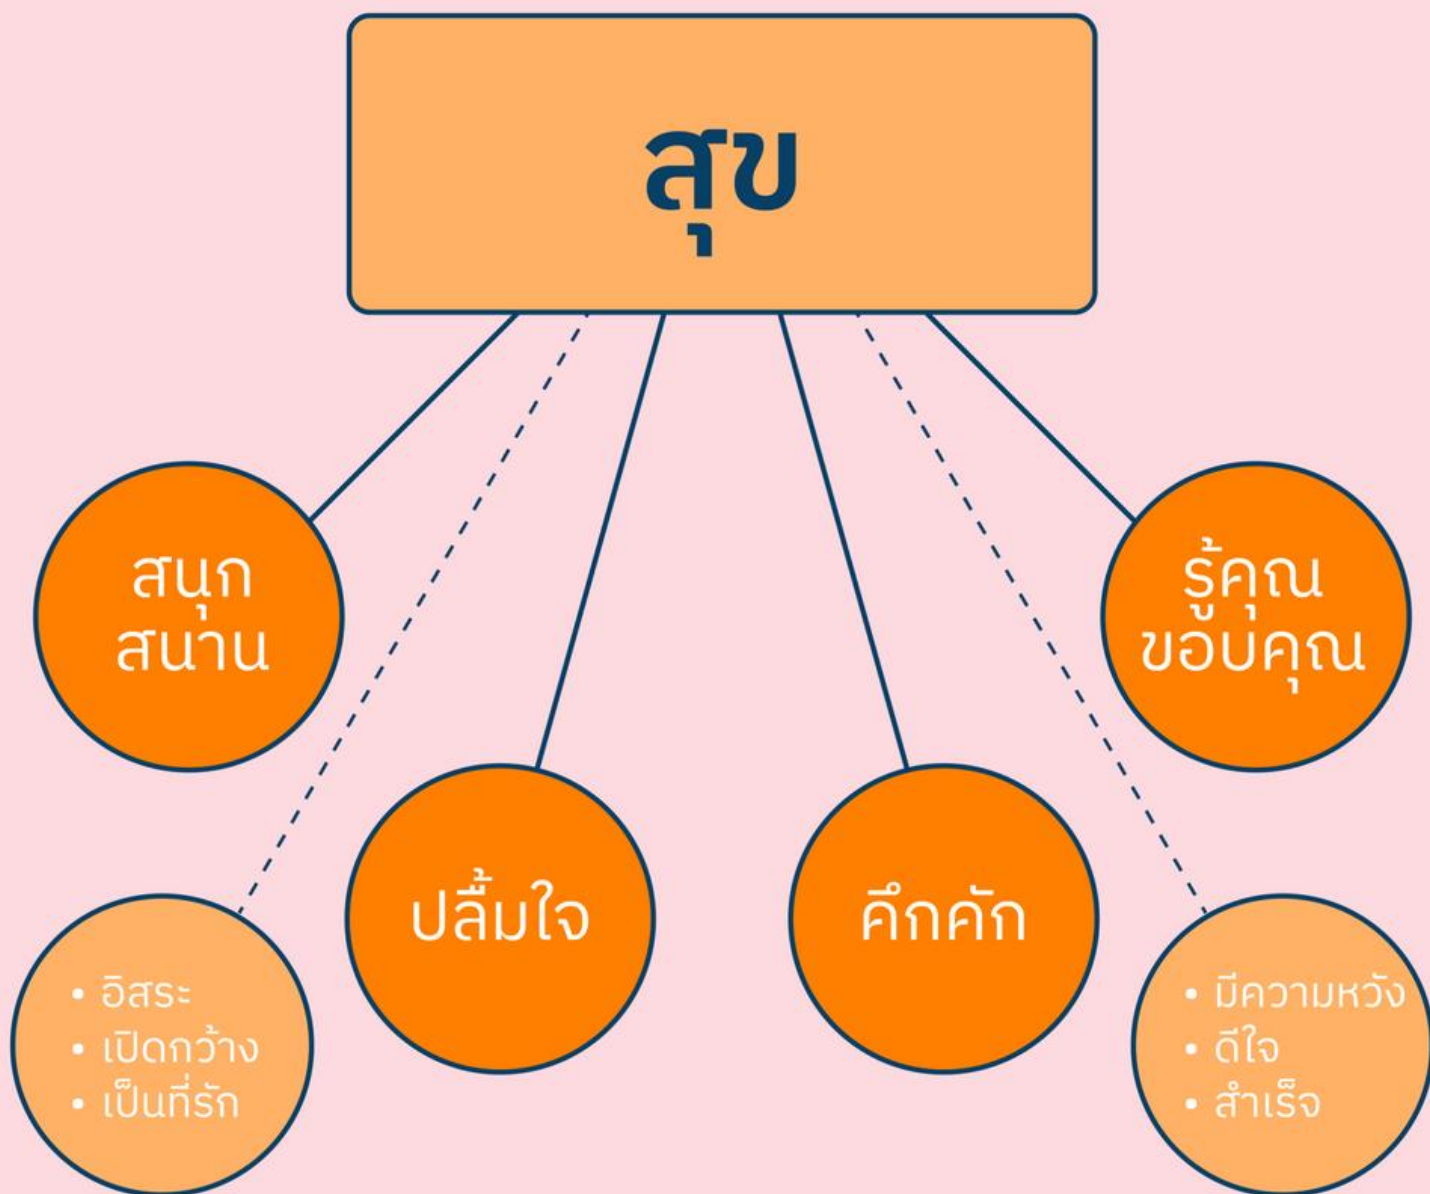 สุข
สนุก
สนาน
รู้คุณ
ขอบคุณ
ปลื้มใจ
คึกคัก
• อิสระ
• เปิดกว้าง
• เป็นที่รัก
• มีความหวัง
• ดีใจ
• สำเร็จ